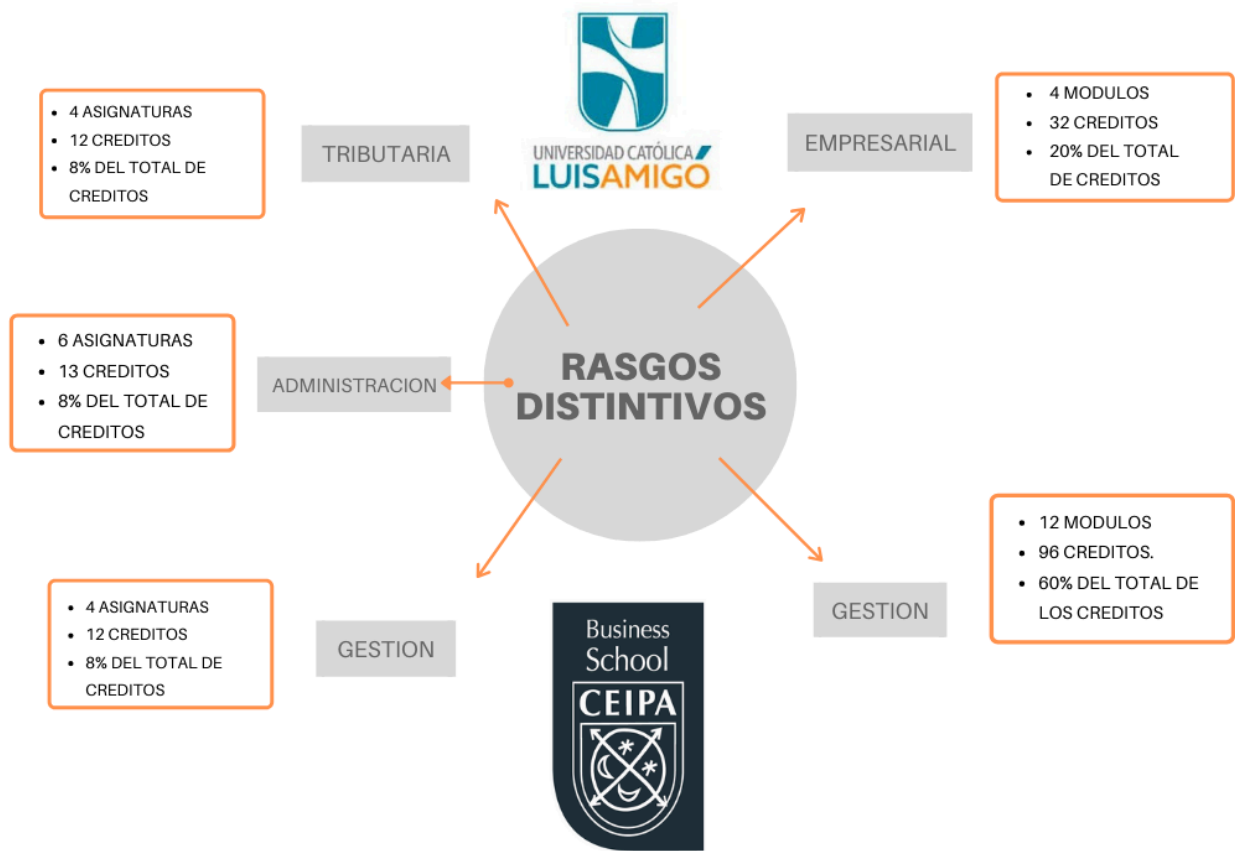 UNIVERSIDAD CATÓLICA
LUISAMIGÓ
• 4 ASIGNATURAS
• 12 CREDITOS
• 8% DEL TOTAL DE
CREDITOS
TRIBUTARIA
EMPRESARIAL
• 4 MODULOS
• 32 CREDITOS
• 20% DEL TOTAL
DE CREDITOS
• 6 ASIGNATURAS
• 13 CREDITOS
• 8% DEL TOTAL DE
CREDITOS
ADMINISTRACION
RASGOS
DISTINTIVOS
• 4 ASIGNATURAS
• 12 CREDITOS
• 8% DEL TOTAL DE
CREDITOS
GESTION
GESTION
• 12 MODULOS
• 96 CREDITOS.
• 60% DEL TOTAL DE
LOS CREDITOS
Business
School
CEIPA